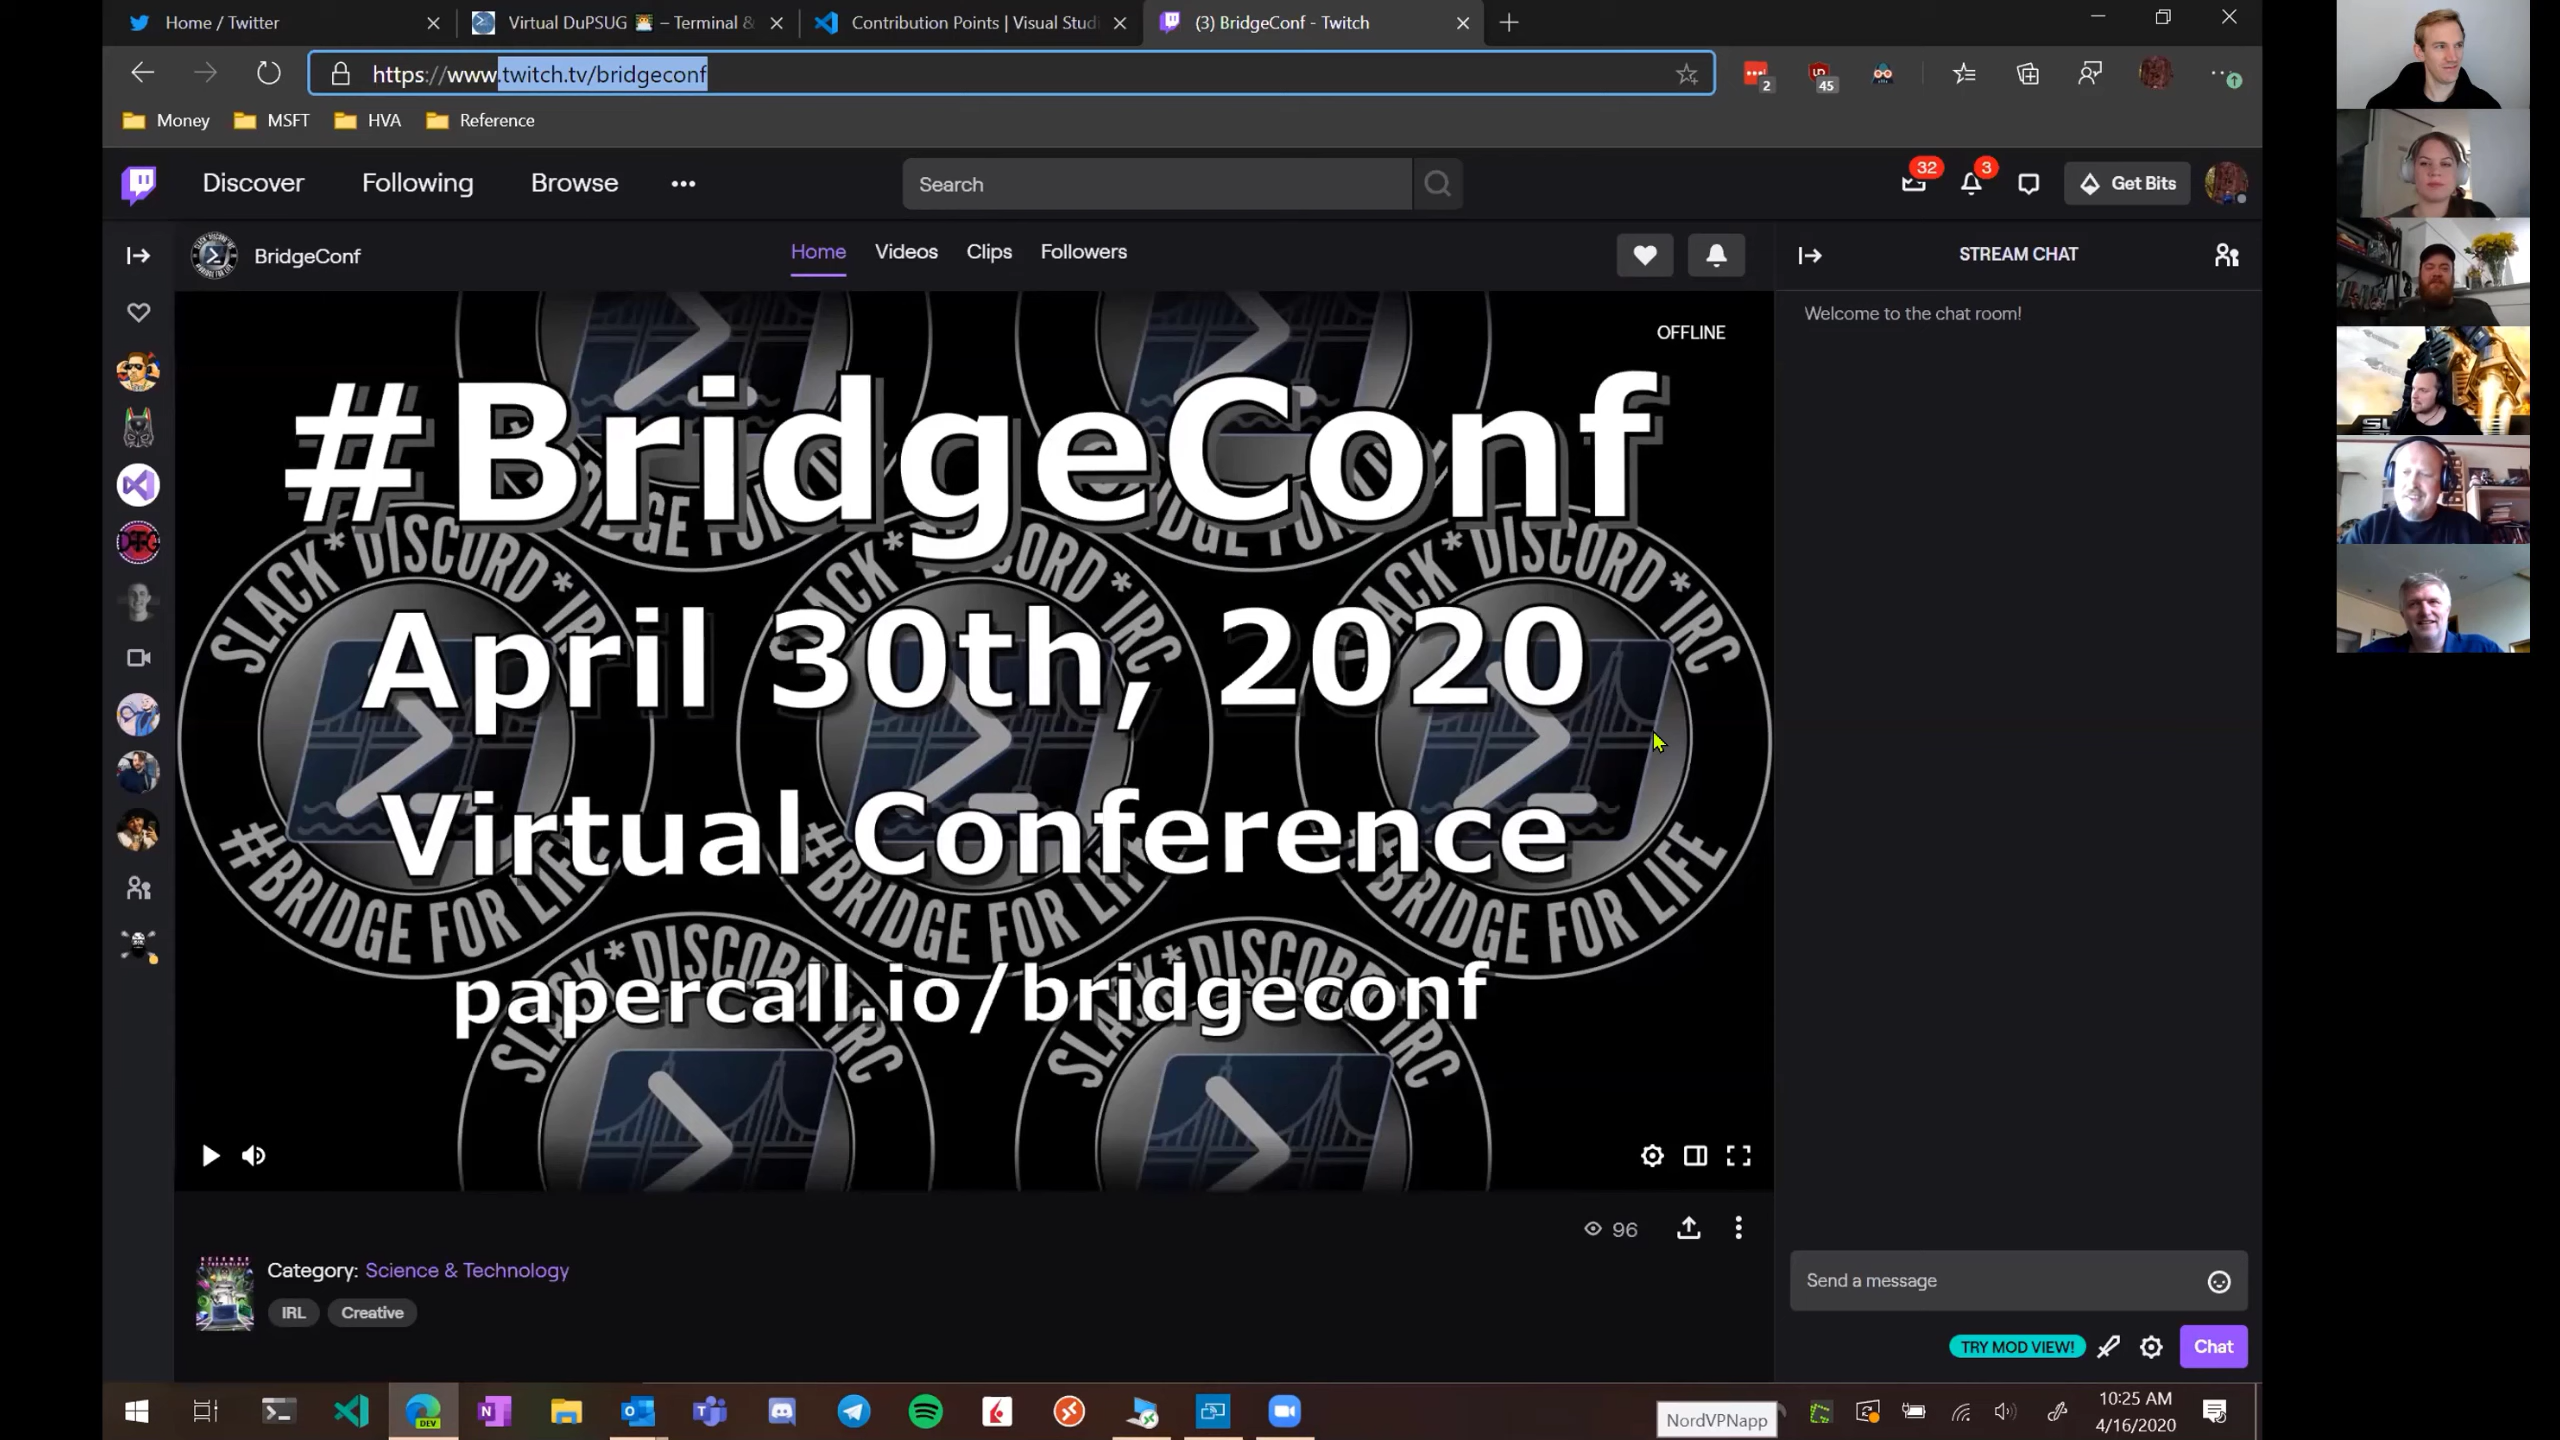 Home / Twitter
Virtual DuPSUG
– Terminal &
Contribution Points | Visual Studi
(3) BridgeConf - Twitch
https://www.twitch.tv/bridgeconf
2
45
Money
MSFT
HVA
Reference
Discover
Following
Browse
Search
32
3
Get Bits
BridgeConf
Home
Videos
Clips
Followers
STREAM CHAT
OFFLINE
Welcome to the chat room!
#BridgeConf
April 30th, 2020
Virtual Conference
papercall.io/bridgeconf
SLACK*DISCORD*IRC
#BRIDGE FOR LIFE
96
Category: Science & Technology
IRL
Creative
Send a message
TRY MOD VIEW!
Chat
DEV
NordVPNapp
10:25 AM
4/16/2020